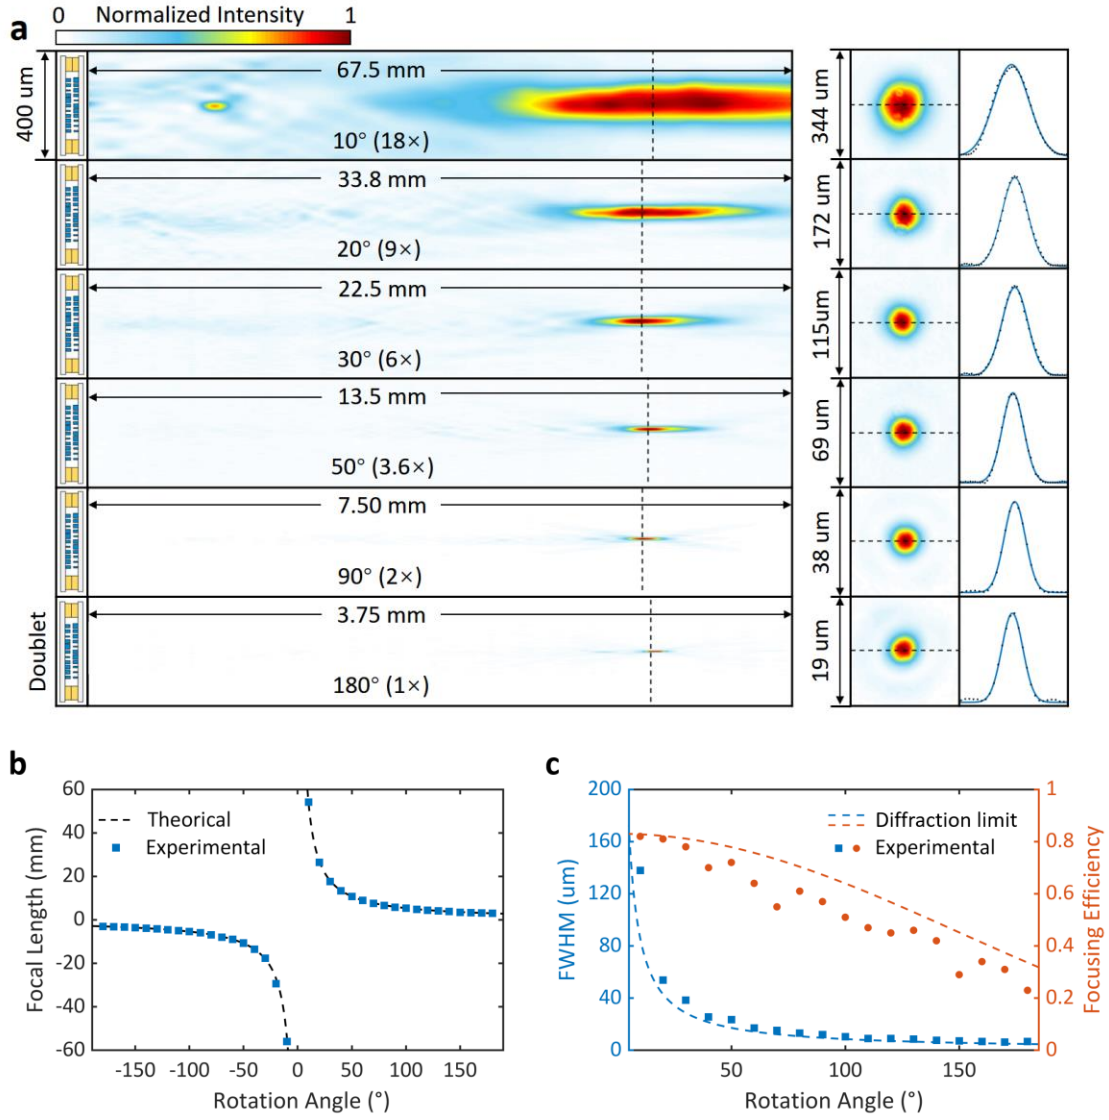 a
0 Normalized Intensity 1
400 um
67.5 mm
10° (18×)
344 um
33.8 mm
20° (9×)
172 um
22.5 mm
30° (6×)
115um
13.5 mm
50° (3.6×)
69 um
7.50 mm
90° (2×)
38 um
Doublet
3.75 mm
180° (1×)
19 um
b
60
40
20
0
-20
-40
-60
Focal Length (mm)
Theorical
Experimental
-150 -100 -50 0 50 100 150
Rotation Angle (°)
c
200
160
120
80
40
0
FWHM (um)
Diffraction limit
Experimental
1
0.8
0.6
0.4
0.2
0
Focusing Efficiency
50 100 150
Rotation Angle (°)